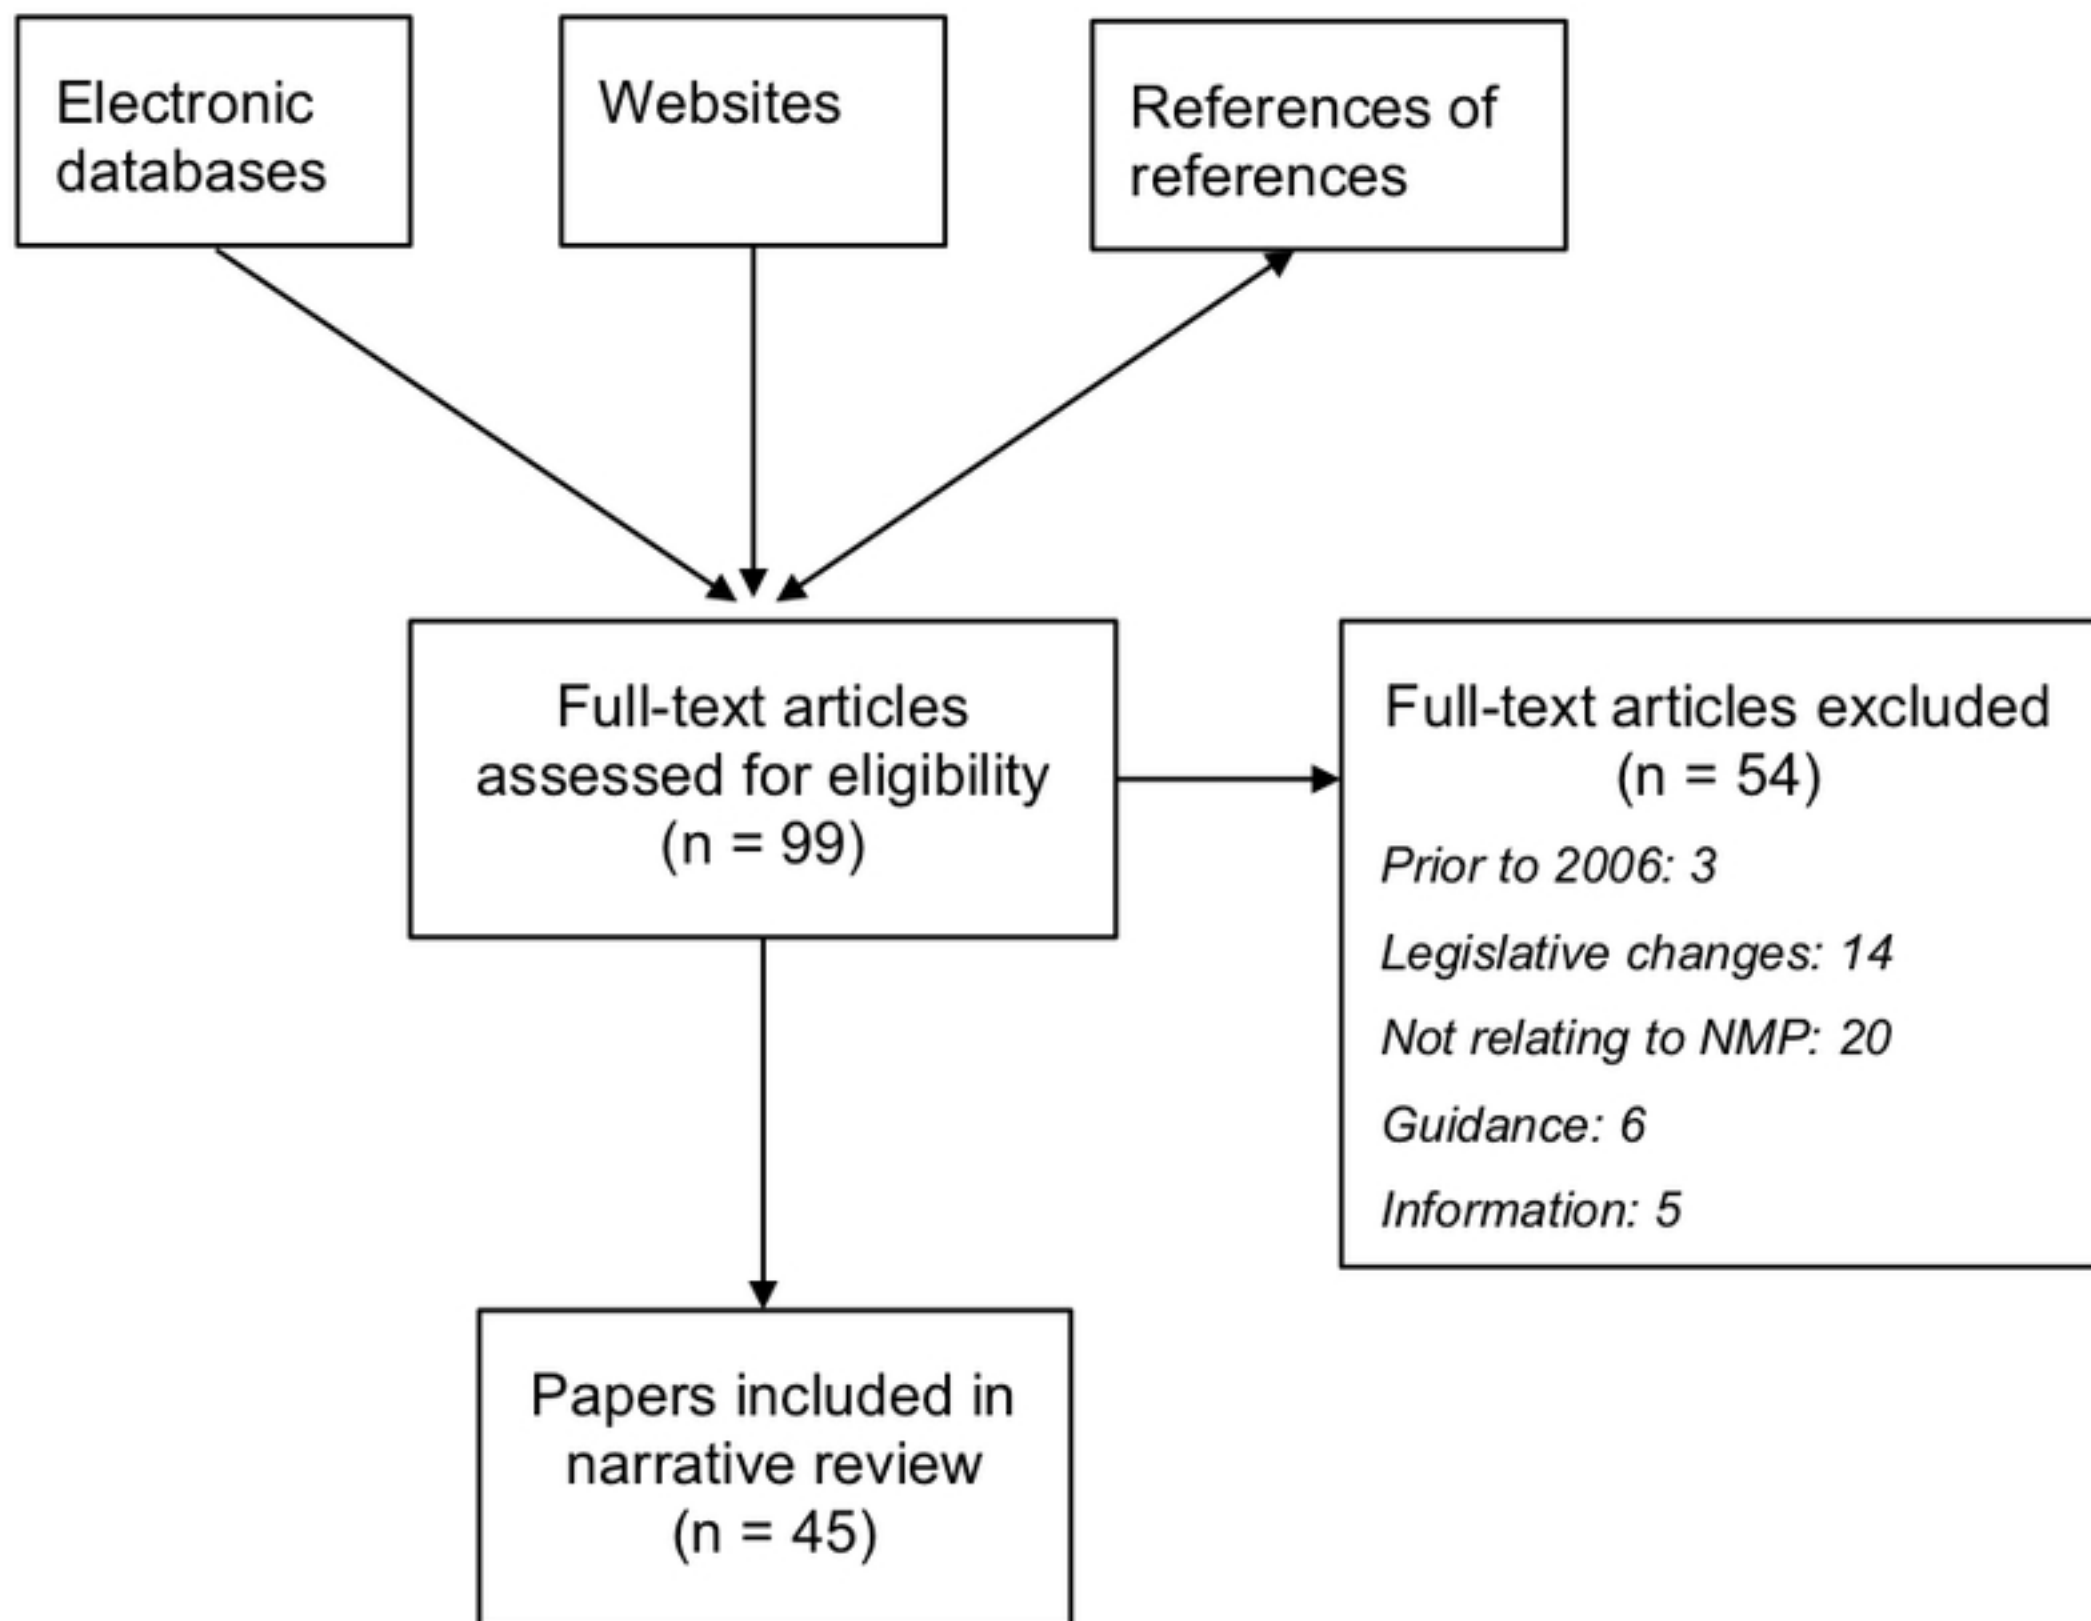 Electronic
databases
Websites
References of
references
Full-text articles
assessed for eligibility
(n = 99)
Full-text articles excluded
(n = 54)
Prior to 2006: 3
Legislative changes: 14
Not relating to NMP: 20
Guidance: 6
Information: 5
Papers included in
narrative review
(n = 45)